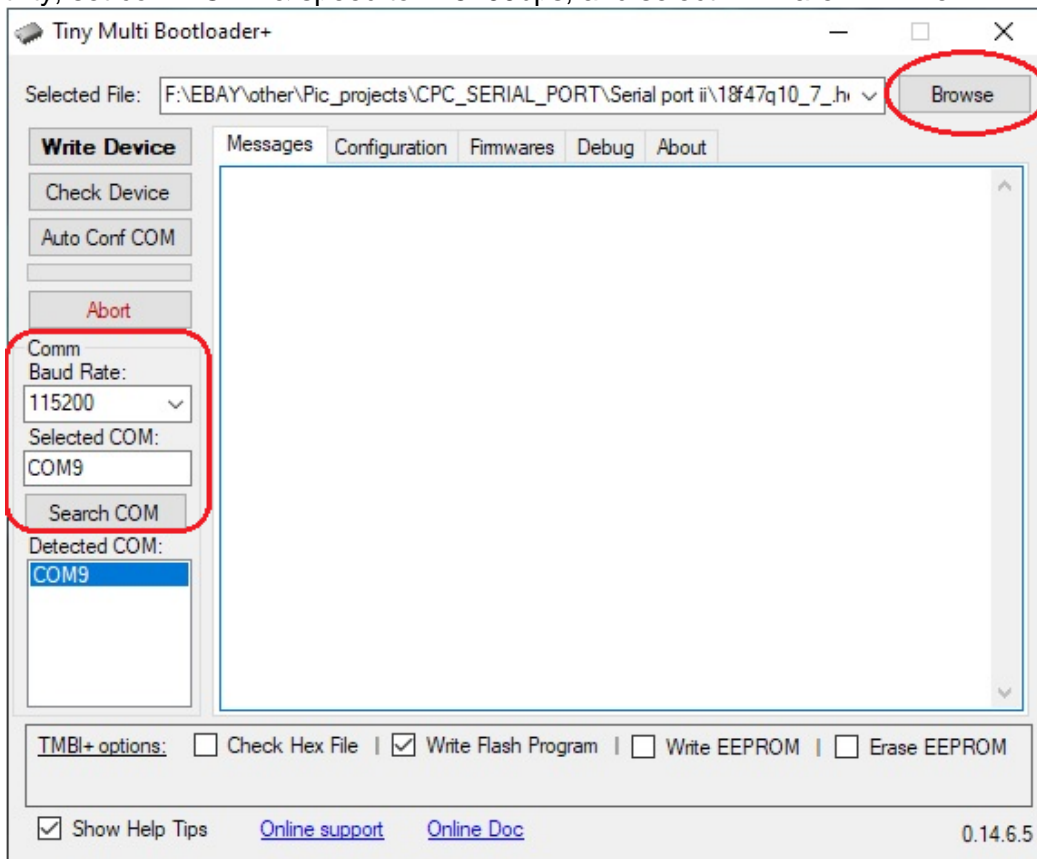 Tiny Multi Bootloader+
Selected File: F:\EBAY\other\Pic_projects\CPC_SERIAL_PORT\Serial port ii\18f47q10_7_.h Browse
Write Device
Messages Configuration Firmwares Debug About
Check Device
Auto Conf COM
Abort
Comm
Baud Rate:
115200
Selected COM:
COM9
Search COM
Detected COM:
COM9
TMBl+ options: Check Hex File | Write Flash Program | Write EEPROM | Erase EEPROM
Show Help Tips Online support Online Doc 0.14.6.5